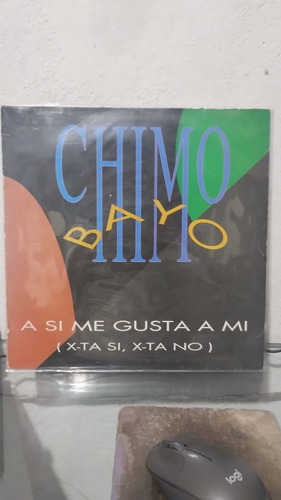 CHIMO
BAYO
A SI ME GUSTA A MI
( X-TA SI, X-TA NO )
logi